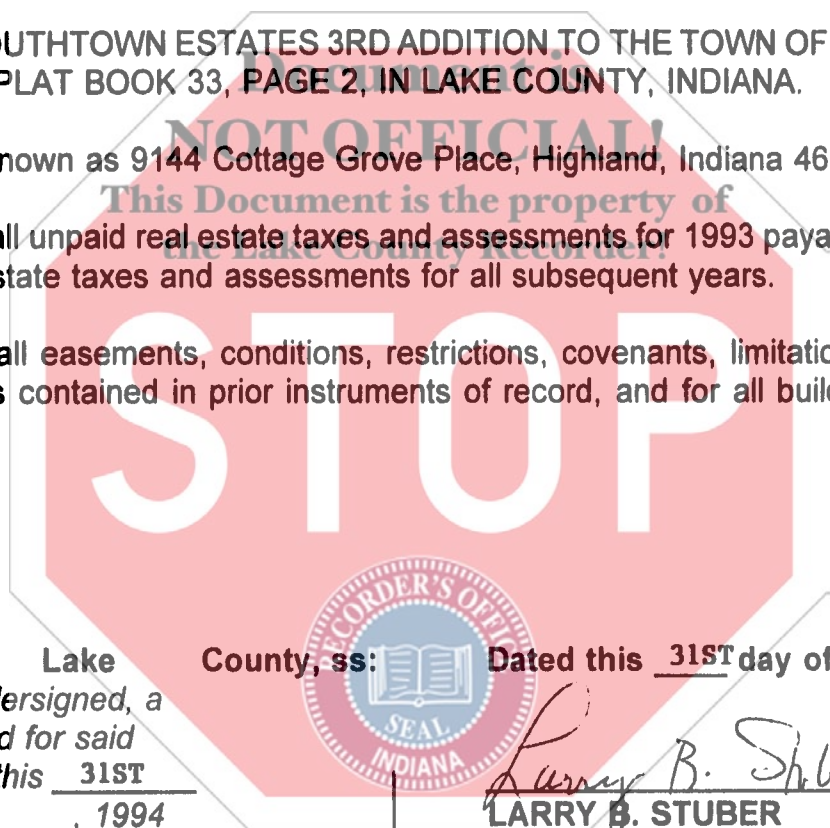 OUTHTOWN ESTATES 3RD ADDITION TO THE TOWN OF
PLAT BOOK 33, PAGE 2, IN LAKE COUNTY, INDIANA.
Document is
NOT OFFICIAL!
nown as 9144 Cottage Grove Place, Highland, Indiana 46
This Document is the property of
the Lake County Recorder!
all unpaid real estate taxes and assessments for 1993 paya
state taxes and assessments for all subsequent years.
all easements, conditions, restrictions, covenants, limitatio
s contained in prior instruments of record, and for all build
STOP
RECORDER'S OFFIC
SEAL
INDIANA
Lake County, ss: Dated this 31ST day of
ersigned, a
d for said
this 31ST
, 1994
Larry B. Stu
LARRY B. STUBER